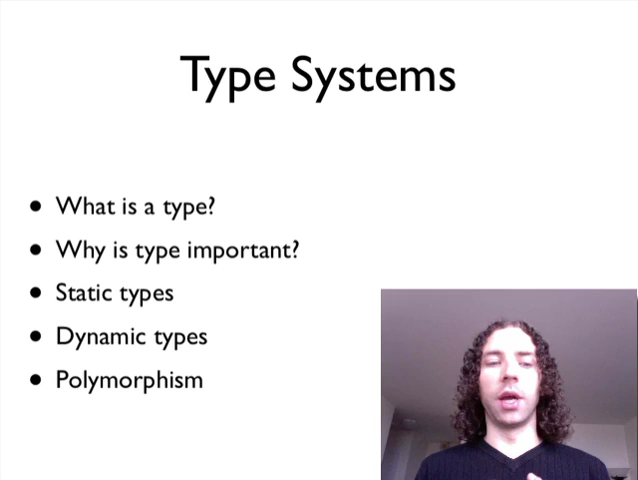 Type Systems
• What is a type?
• Why is type important?
• Static types
• Dynamic types
• Polymorphism